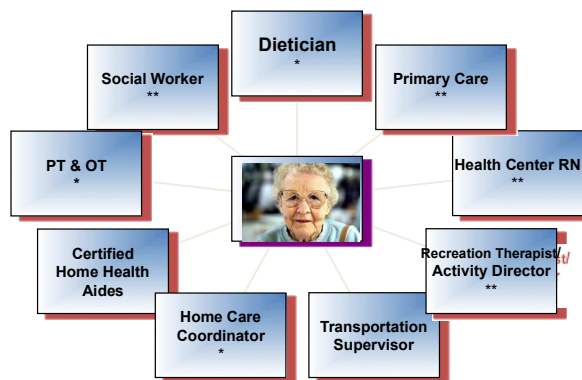 Dietician
*
Social Worker
**
Primary Care
**
PT & OT
*
Health Center RN
**
Certified
Home Health
Aides
Recreation Therapist/
Activity Director
**
Home Care
Coordinator
*
Transportation
Supervisor